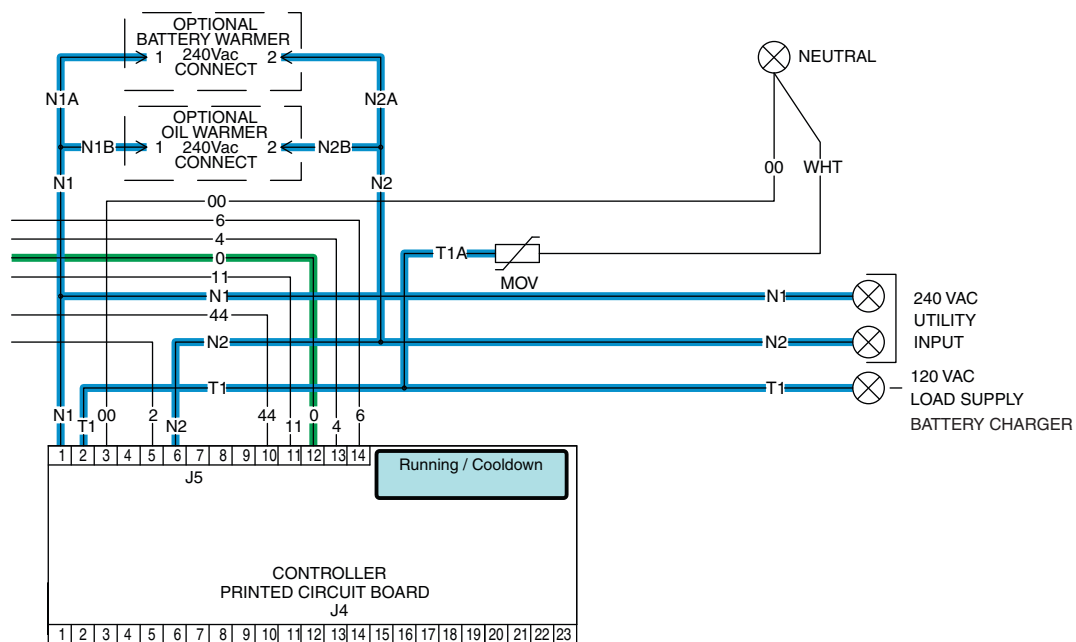 OPTIONAL
BATTERY WARMER
1 240Vac 2
CONNECT
NEUTRAL
N1A
N2A
OPTIONAL
OIL WARMER
N1B 1 240Vac 2 N2B
CONNECT
00 WHT
N1
N2
00
6
4
T1A
0
11
MOV
N1
N1
44
N2
N2
240 VAC
UTILITY
INPUT
T1
T1
120 VAC
LOAD SUPPLY
BATTERY CHARGER
N1 T1 00 2 N2 44 11 0 4 6
1 2 3 4 5 6 7 8 9 10 11 12 13 14
Running / Cooldown
J5
CONTROLLER
PRINTED CIRCUIT BOARD
J4
1 2 3 4 5 6 7 8 9 10 11 12 13 14 15 16 17 18 19 20 21 22 23